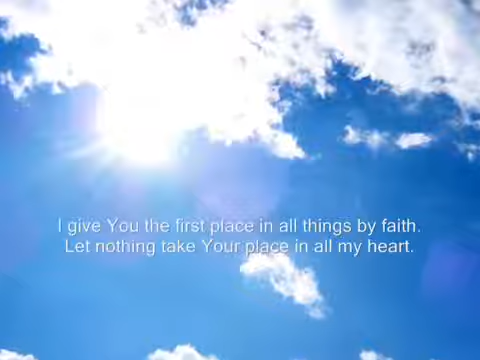 I give You the first place in all things by faith.
Let nothing take Your place in all my heart.